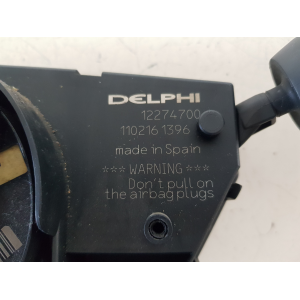 DELPHI
12274700
110216 1396
made in Spain
*** WARNING ***
Don't pull on
the airbag plugs